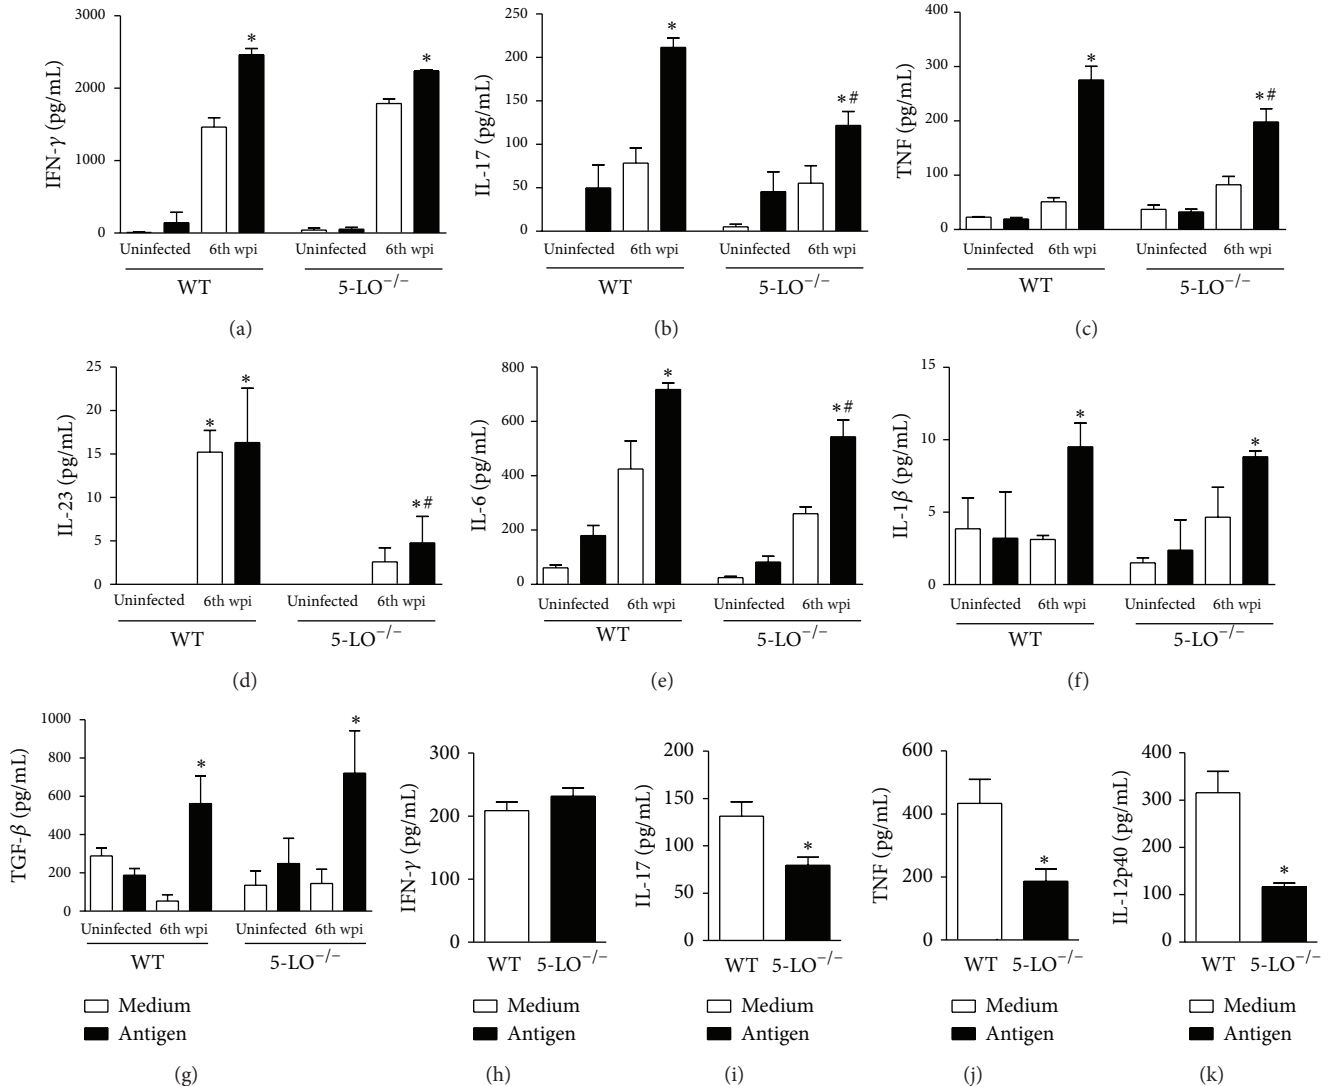 IFN-γ (pg/mL)
3000
2000
1000
0
*
*
Uninfected 6th wpi Uninfected 6th wpi
WT 5-LO−/−
(a)
IL-17 (pg/mL)
250
200
150
100
50
0
*
*#
Uninfected 6th wpi Uninfected 6th wpi
WT 5-LO−/−
(b)
TNF (pg/mL)
400
300
200
100
0
*
*#
Uninfected 6th wpi Uninfected 6th wpi
WT 5-LO−/−
(c)
IL-23 (pg/mL)
25
20
15
10
5
0
*
*
*#
Uninfected 6th wpi Uninfected 6th wpi
WT 5-LO−/−
(d)
IL-6 (pg/mL)
800
600
400
200
0
*
*#
Uninfected 6th wpi Uninfected 6th wpi
WT 5-LO−/−
(e)
IL-1β (pg/mL)
15
10
5
0
*
*
Uninfected 6th wpi Uninfected 6th wpi
WT 5-LO−/−
(f)
TGF-β (pg/mL)
1000
800
600
400
200
0
*
*
Uninfected 6th wpi Uninfected 6th wpi
WT 5-LO−/−
Medium
Antigen
(g)
IFN-γ (pg/mL)
300
200
100
0
WT 5-LO−/−
Medium
Antigen
(h)
IL-17 (pg/mL)
200
150
100
50
0
*
WT 5-LO−/−
Medium
Antigen
(i)
TNF (pg/mL)
600
400
200
0
*
WT 5-LO−/−
Medium
Antigen
(j)
IL-12p40 (pg/mL)
400
300
200
100
0
*
WT 5-LO−/−
Medium
Antigen
(k)